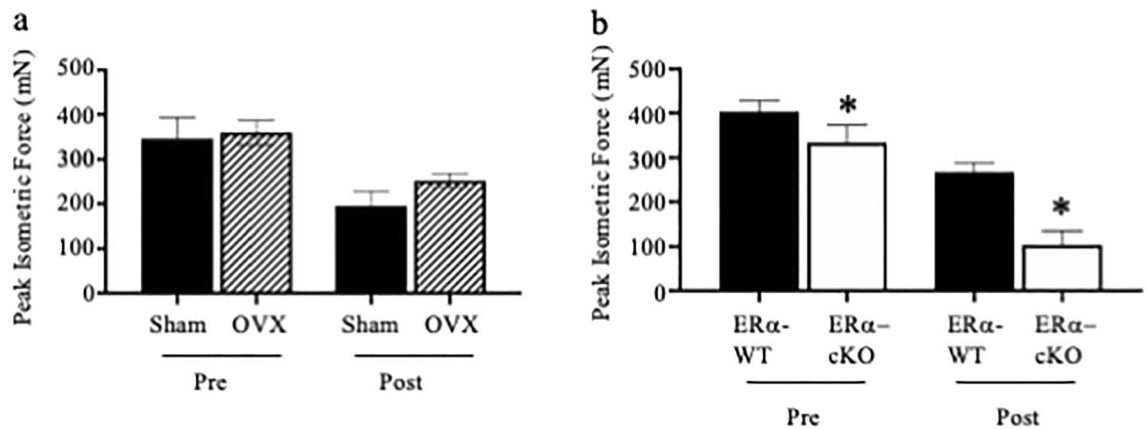 a
Peak Isometric Force (mN)
500
400
300
200
100
0
Sham OVX Sham OVX
Pre Post
b
Peak Isometric Force (mN)
500
400
300
200
100
0
*
*
ERα- ERα– ERα- ERα–
WT cKO WT cKO
Pre Post